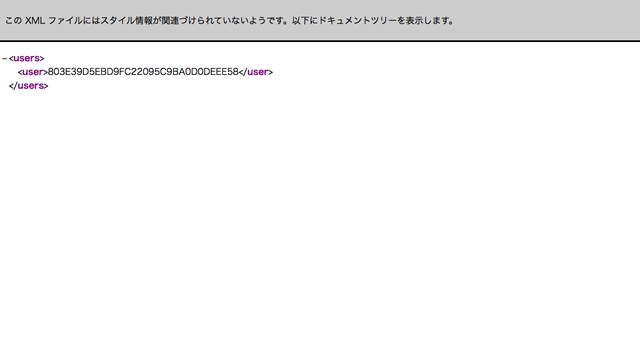 この XML ファイルにはスタイル情報が関連づけられていないようです。以下にドキュメントツリーを表示します。
−<users>
<user>803E39D5EBD9FC22095C9BA0D0DEEE58</user>
</users>